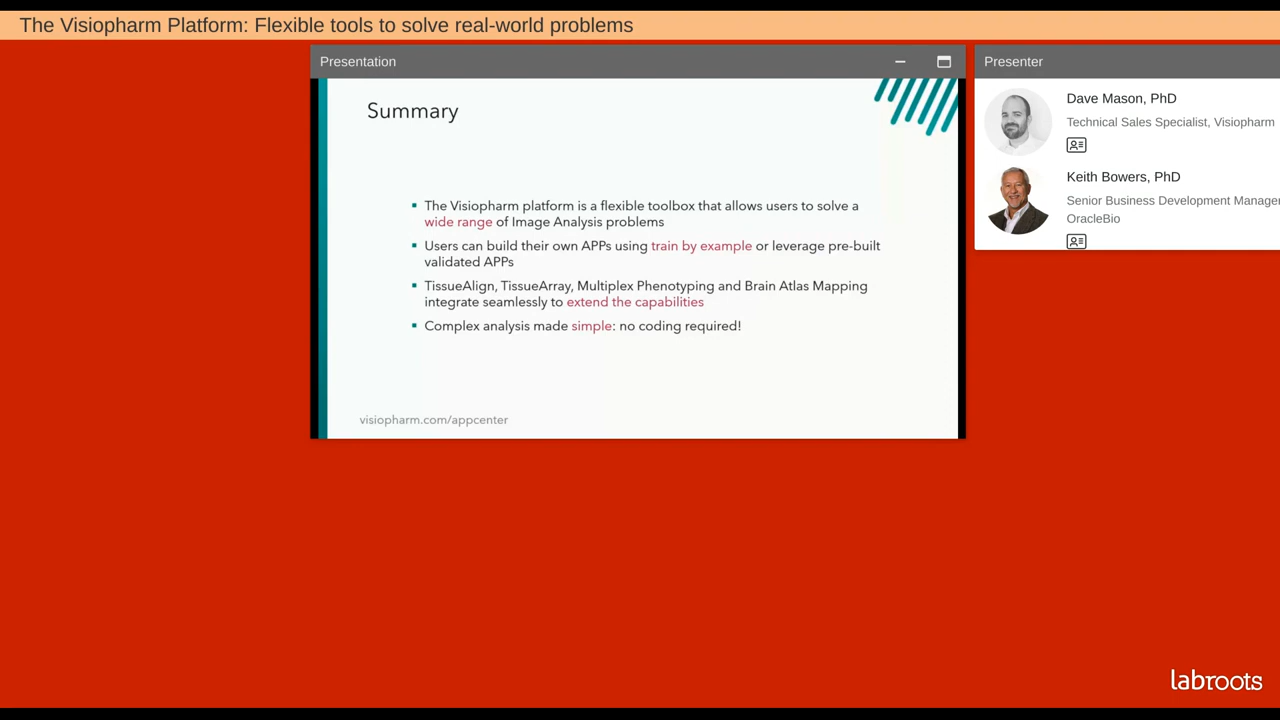 The Visiopharm Platform: Flexible tools to solve real-world problems
Presentation
Summary
The Visiopharm platform is a flexible toolbox that allows users to solve a
wide range of Image Analysis problems
Users can build their own APPs using train by example or leverage pre-built
validated APPs
TissueAlign, TissueArray, Multiplex Phenotyping and Brain Atlas Mapping
integrate seamlessly to extend the capabilities
Complex analysis made simple: no coding required!
visiopharm.com/appcenter
Presenter
Dave Mason, PhD
Technical Sales Specialist, Visiopharm
Keith Bowers, PhD
Senior Business Development Manager
OracleBio
labroots